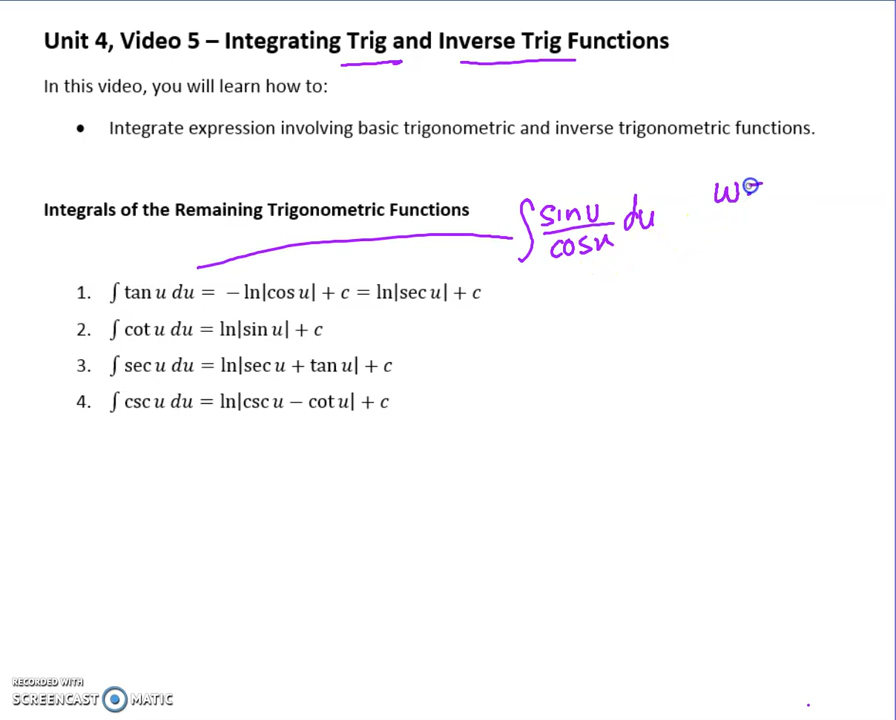 Unit 4, Video 5 – Integrating Trig and Inverse Trig Functions
In this video, you will learn how to:
• Integrate expression involving basic trigonometric and inverse trigonometric functions.
Integrals of the Remaining Trigonometric Functions ∫ sin u / cos u du w=
1. ∫ tan u du = − ln|cos u| + c = ln|sec u| + c
2. ∫ cot u du = ln|sin u| + c
3. ∫ sec u du = ln|sec u + tan u| + c
4. ∫ csc u du = ln|csc u − cot u| + c
RECORDED WITH
SCREENCAST MATIC